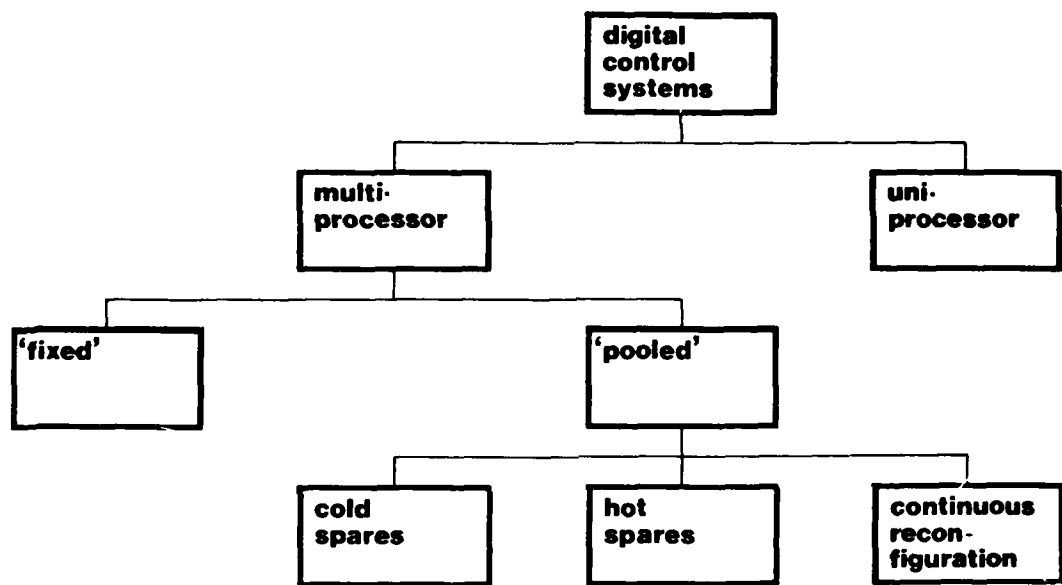 digital
control
systems
multi-
processor
uni-
processor
'fixed'
'pooled'
cold
spares
hot
spares
continuous
recon-
figuration